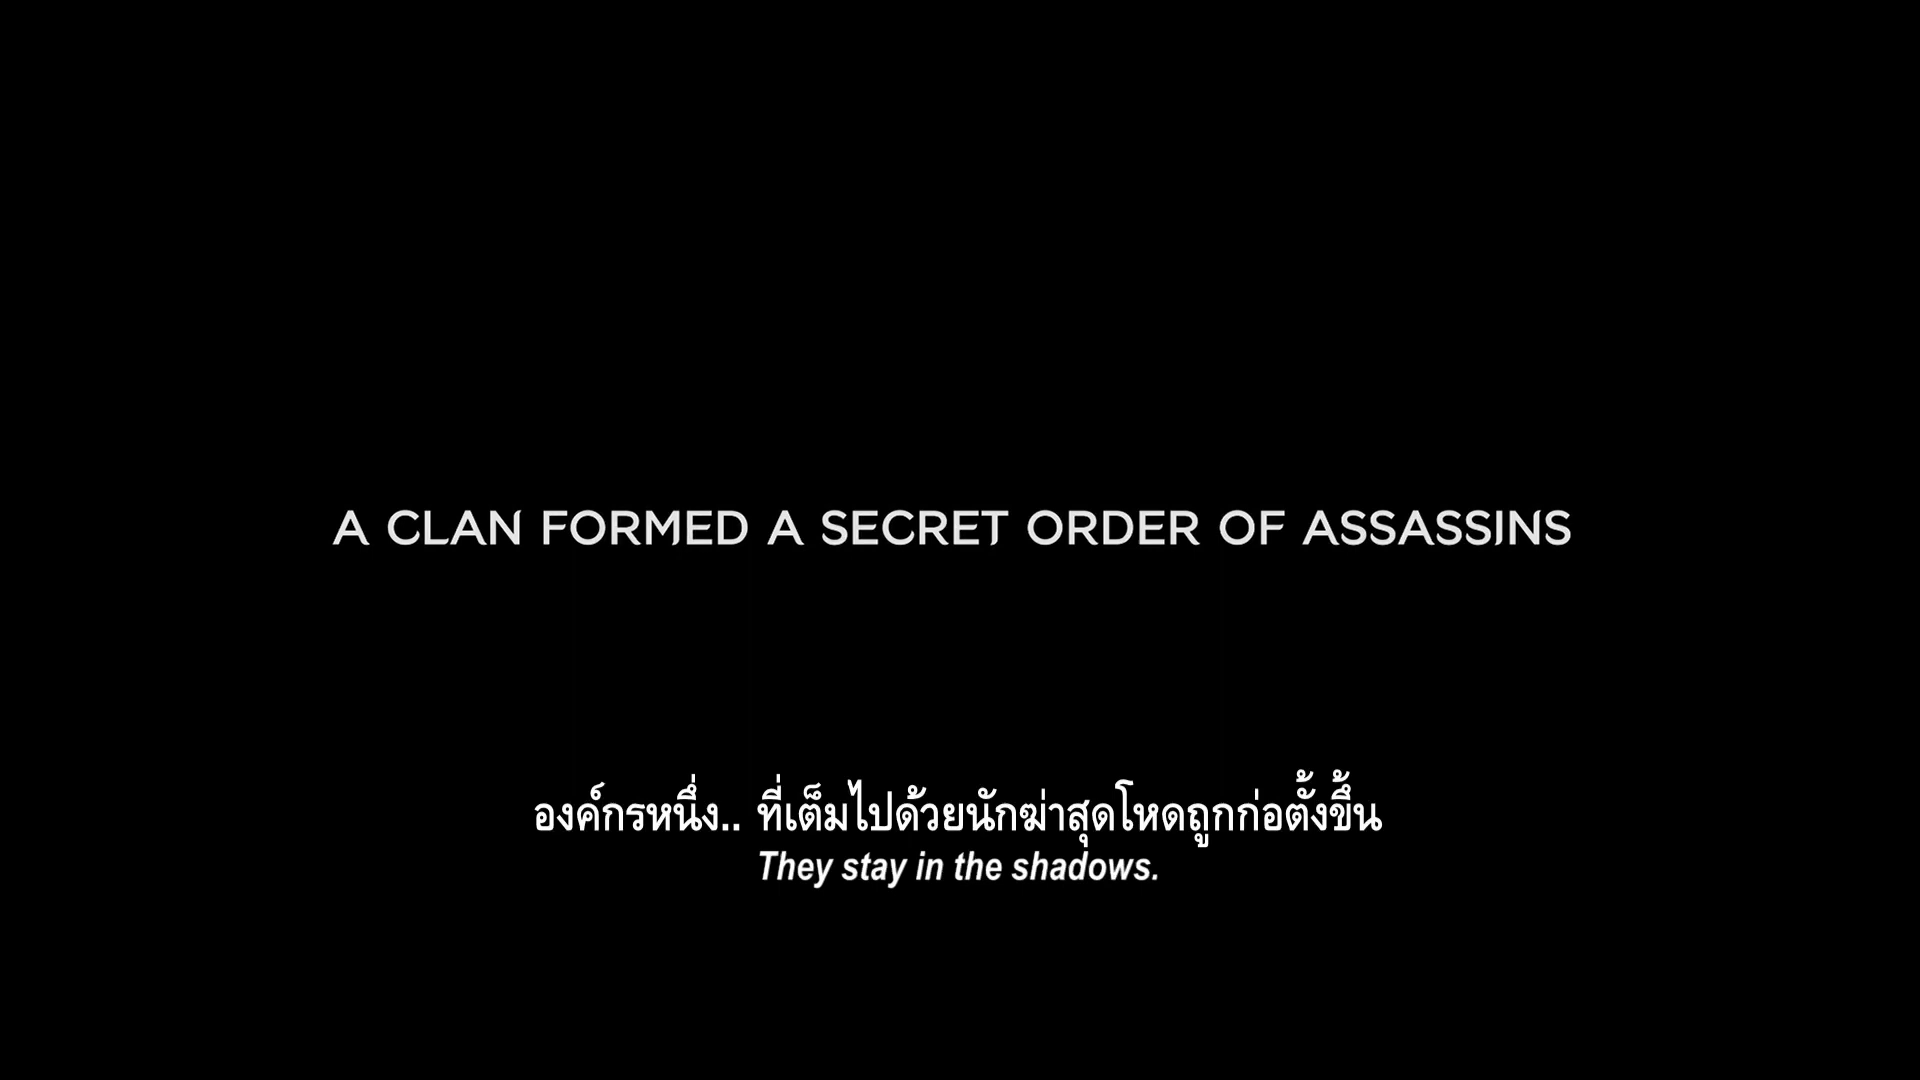 A CLAN FORMED A SECRET ORDER OF ASSASSINS
องค์กรหนึ่ง.. ที่เต็มไปด้วยนักฆ่าสุดโหดถูกก่อตั้งขึ้น
They stay in the shadows.